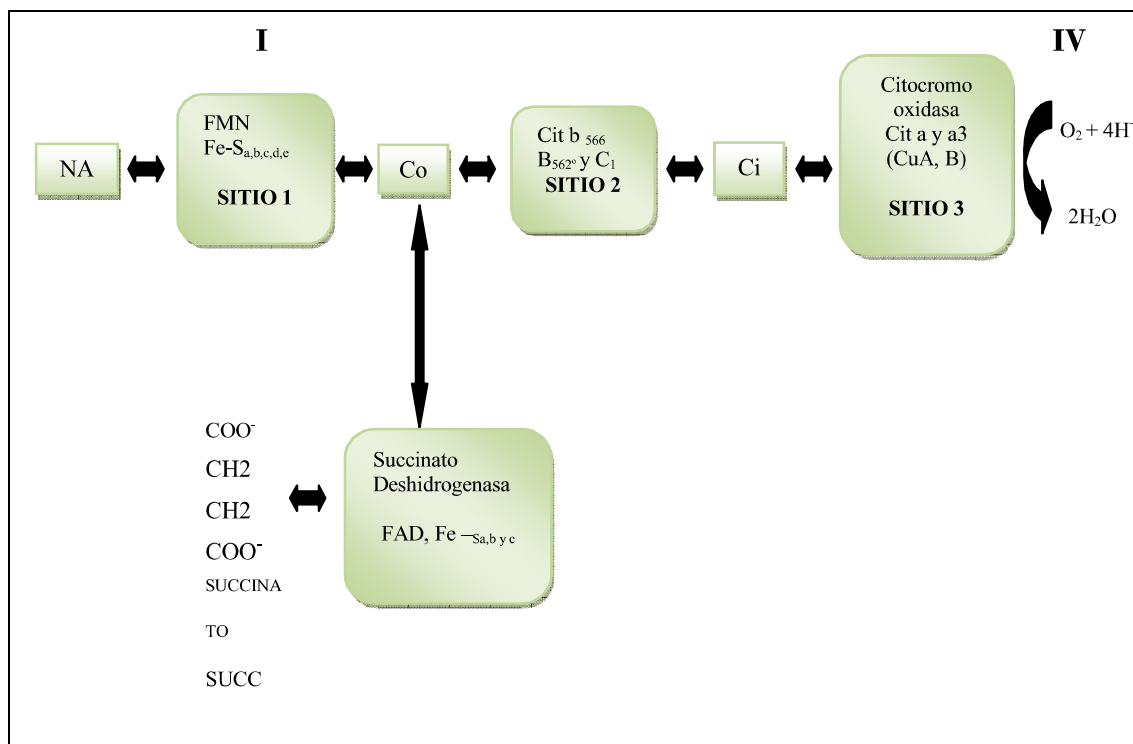 I
IV
NA
FMN
Fe-Sa,b,c,d,e
SITIO 1
Co
Cit b 566
B562º y C1
SITIO 2
Ci
Citocromo
oxidasa
Cit a y a3
(CuA, B)
SITIO 3
O2 + 4H
2H2O
COO-
CH2
CH2
COO-
SUCCINA
TO
SUCC
Succinato
Deshidrogenasa
FAD, Fe –Sa,b y c